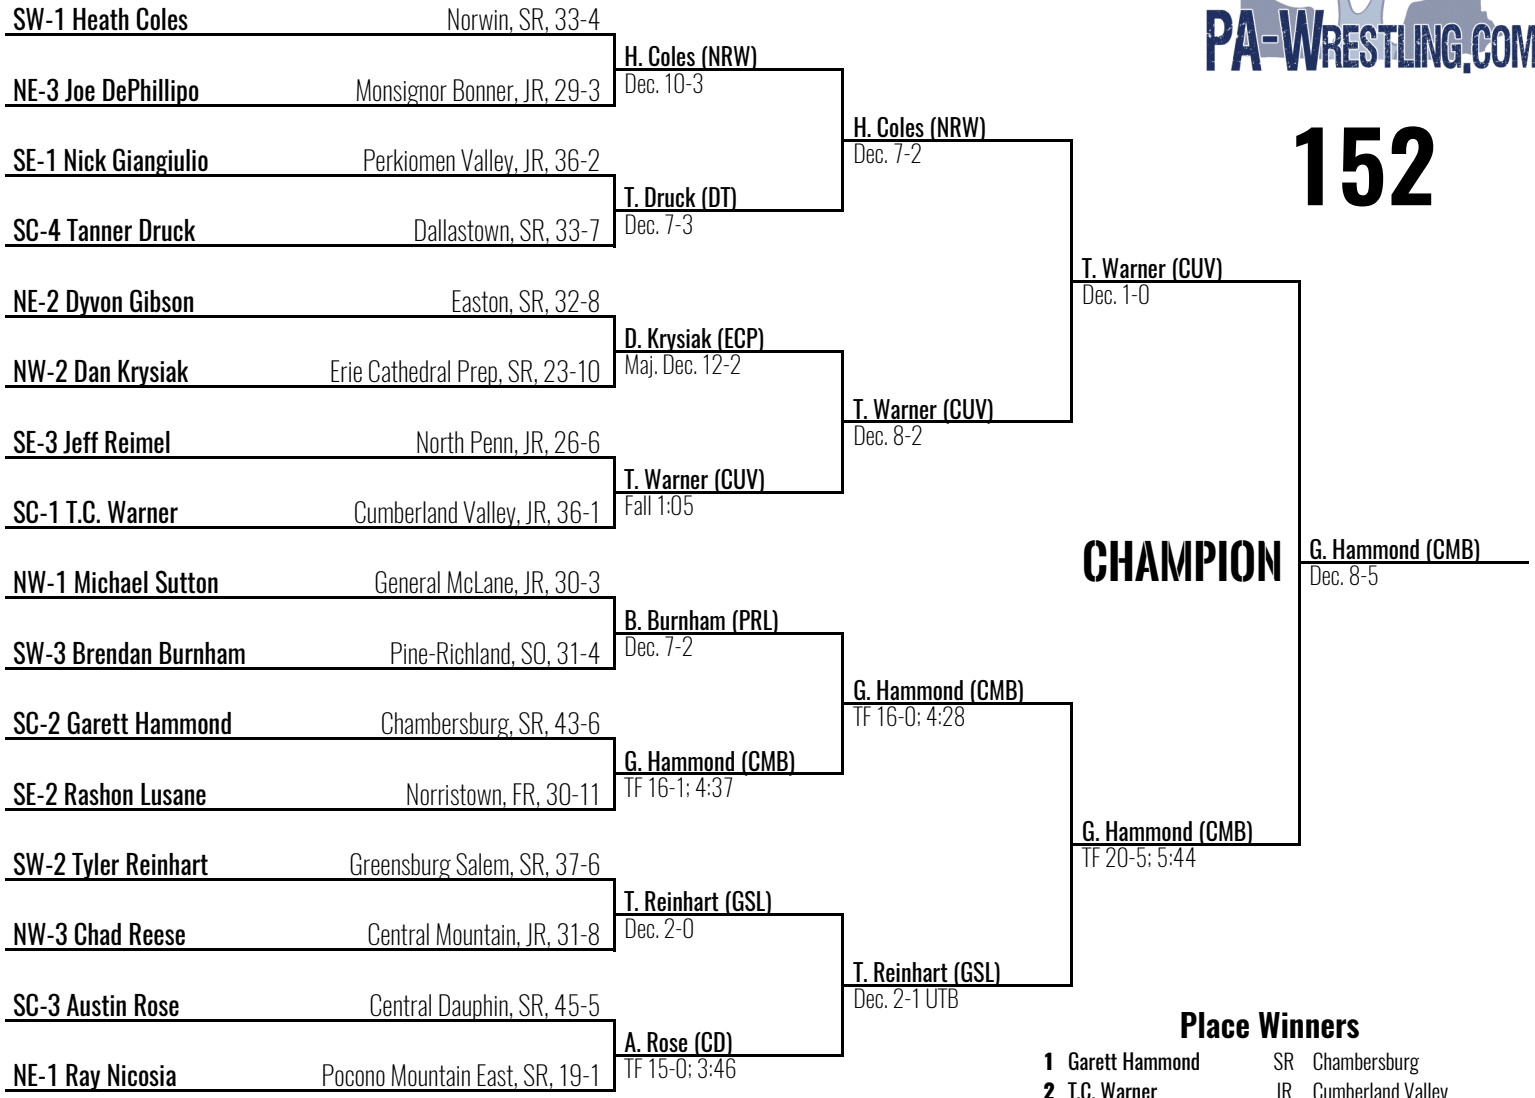 SW-1 Heath Coles Norwin, SR, 33-4
PA-WRESTLING.COM
H. Coles (NRW)
Dec. 10-3
NE-3 Joe DePhillipo Monsignor Bonner, JR, 29-3
H. Coles (NRW)
Dec. 7-2
152
SE-1 Nick Giangiulio Perkiomen Valley, JR, 36-2
T. Druck (DT)
Dec. 7-3
SC-4 Tanner Druck Dallastown, SR, 33-7
T. Warner (CUV)
Dec. 1-0
NE-2 Dyvon Gibson Easton, SR, 32-8
D. Krysiak (ECP)
Maj. Dec. 12-2
NW-2 Dan Krysiak Erie Cathedral Prep, SR, 23-10
T. Warner (CUV)
Dec. 8-2
SE-3 Jeff Reimel North Penn, JR, 26-6
T. Warner (CUV)
Fall 1:05
SC-1 T.C. Warner Cumberland Valley, JR, 36-1
CHAMPION
G. Hammond (CMB)
Dec. 8-5
NW-1 Michael Sutton General McLane, JR, 30-3
B. Burnham (PRL)
Dec. 7-2
SW-3 Brendan Burnham Pine-Richland, SO, 31-4
G. Hammond (CMB)
TF 16-0; 4:28
SC-2 Garett Hammond Chambersburg, SR, 43-6
G. Hammond (CMB)
TF 16-1; 4:37
SE-2 Rashon Lusane Norristown, FR, 30-11
G. Hammond (CMB)
TF 20-5; 5:44
SW-2 Tyler Reinhart Greensburg Salem, SR, 37-6
T. Reinhart (GSL)
Dec. 2-0
NW-3 Chad Reese Central Mountain, JR, 31-8
T. Reinhart (GSL)
Dec. 2-1 UTB
SC-3 Austin Rose Central Dauphin, SR, 45-5
A. Rose (CD)
TF 15-0; 3:46
NE-1 Ray Nicosia Pocono Mountain East, SR, 19-1
Place Winners
1 Garett Hammond SR Chambersburg
2 T.C. Warner JR Cumberland Valley